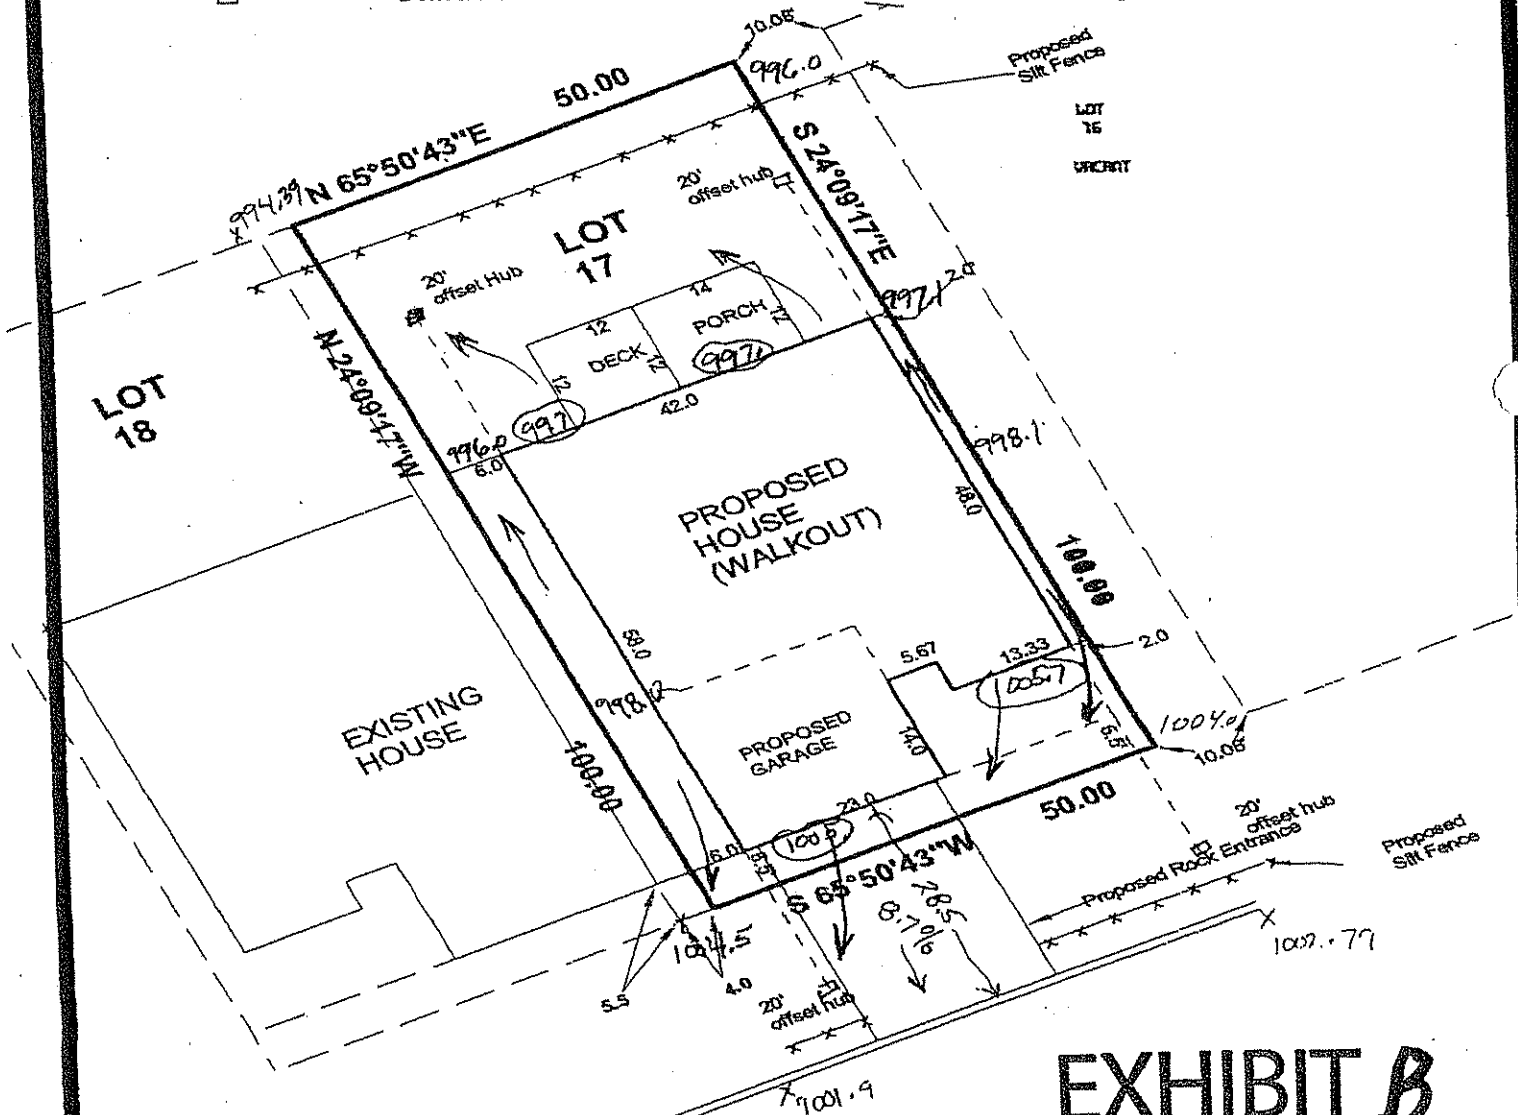 10.08'
996.0
Proposed
Silt Fence
50.00
N 65°50'43"E
994.39
LOT
16
VACANT
S 24°09'17"E
20'
offset hub
LOT
17
20'
offset Hub
997.1
2.0'
14
PORCH
12
12
DECK
12
12
997.1
42.0
997.1
996.0
6.0'
N 24°09'17"W
LOT
18
998.1
48.0
PROPOSED
HOUSE
(WALKOUT)
100.00
2.0
5.67
13.33
1005.7
58.0
998.2
EXISTING
HOUSE
PROPOSED
GARAGE
14.0
1004.0
6.5
10.08'
100.00
50.00
23.0
6.0'
S 65°50'43"W
28.5
8.7%
20'
offset hub
Proposed Rock Entrance
Proposed
Silt Fence
1002.77
5.5
4.0
20'
offset hub
1001.9
EXHIBIT B